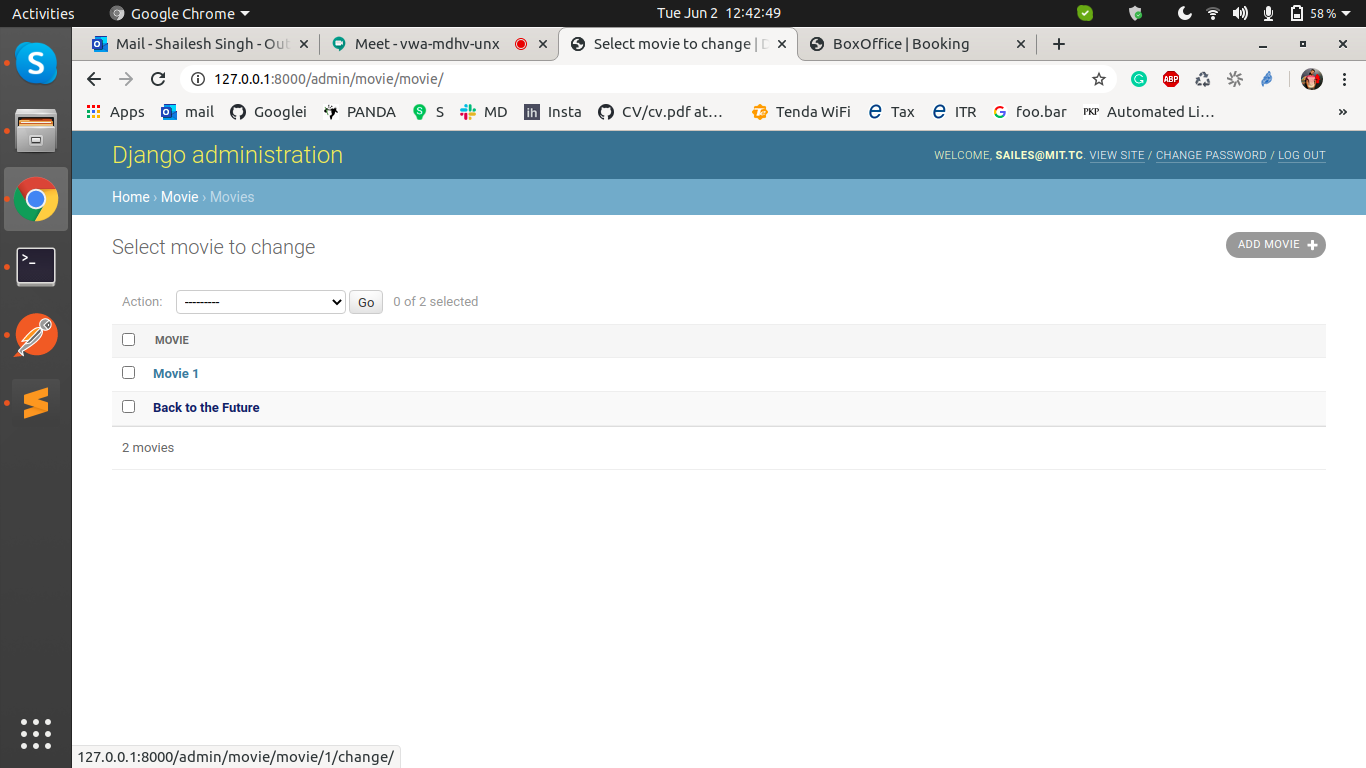 Activities Google Chrome Tue Jun 2 12:42:49 58 %
Mail - Shailesh Singh - Out Meet - vwa-mdhv-unx Select movie to change | D BoxOffice | Booking
127.0.0.1:8000/admin/movie/movie/ ABP
Apps mail Googlei PANDA S S MD ih Insta CV/cv.pdf at… Tenda WiFi Tax ITR foo.bar PKP Automated Li… »
Django administration WELCOME, SAILES@MIT.TC. VIEW SITE / CHANGE PASSWORD / LOG OUT
Home › Movie › Movies
Select movie to change ADD MOVIE +
Action: --------- Go 0 of 2 selected
MOVIE
Movie 1
Back to the Future
2 movies
127.0.0.1:8000/admin/movie/movie/1/change/